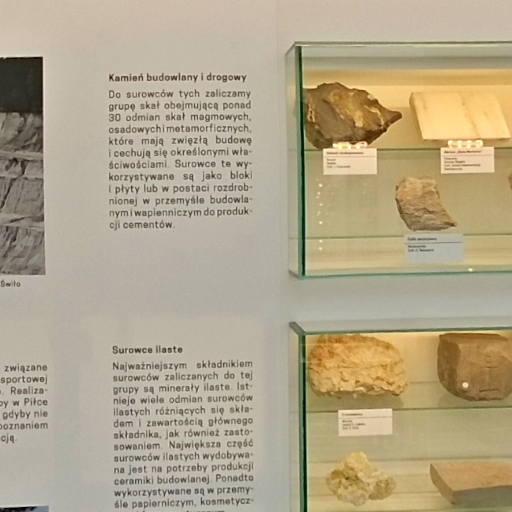 Kamień budowlany i drogowy
Do surowców tych zaliczamy
grupę skał obejmującą ponad
30 odmian skał magmowych,
osadowych i metamorficznych,
które mają zwięzłą budowę
i cechują się określonymi wła-
ściwościami. Surowce te wy-
korzystywane są jako bloki
i płyty lub w postaci rozdrob-
nionej w przemyśle budowla-
nym i wapienniczym do produk-
cji cementów.
Świło
związane
sportowej
Realiza-
w Piłce
gdyby nie
poznaniem
cją.
Surowce ilaste
Najważniejszym składnikiem
surowców zaliczanych do tej
grupy są minerały ilaste. Ist-
nieje wiele odmian surowców
ilastych różniących się skła-
dem i zawartością głównego
składnika, jak również zasto-
sowaniem. Największa część
surowców ilastych wydobywa-
na jest na potrzeby produkcji
ceramiki budowlanej. Ponadto
wykorzystywane są w przemy-
śle papierniczym, kosmetycz-